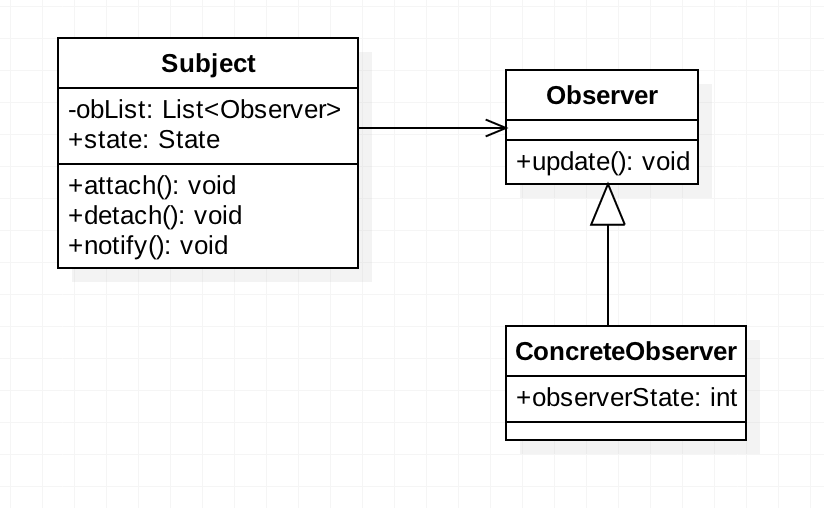 Subject
-obList: List<Observer>
+state: State
+attach(): void
+detach(): void
+notify(): void
Observer
+update(): void
ConcreteObserver
+observerState: int